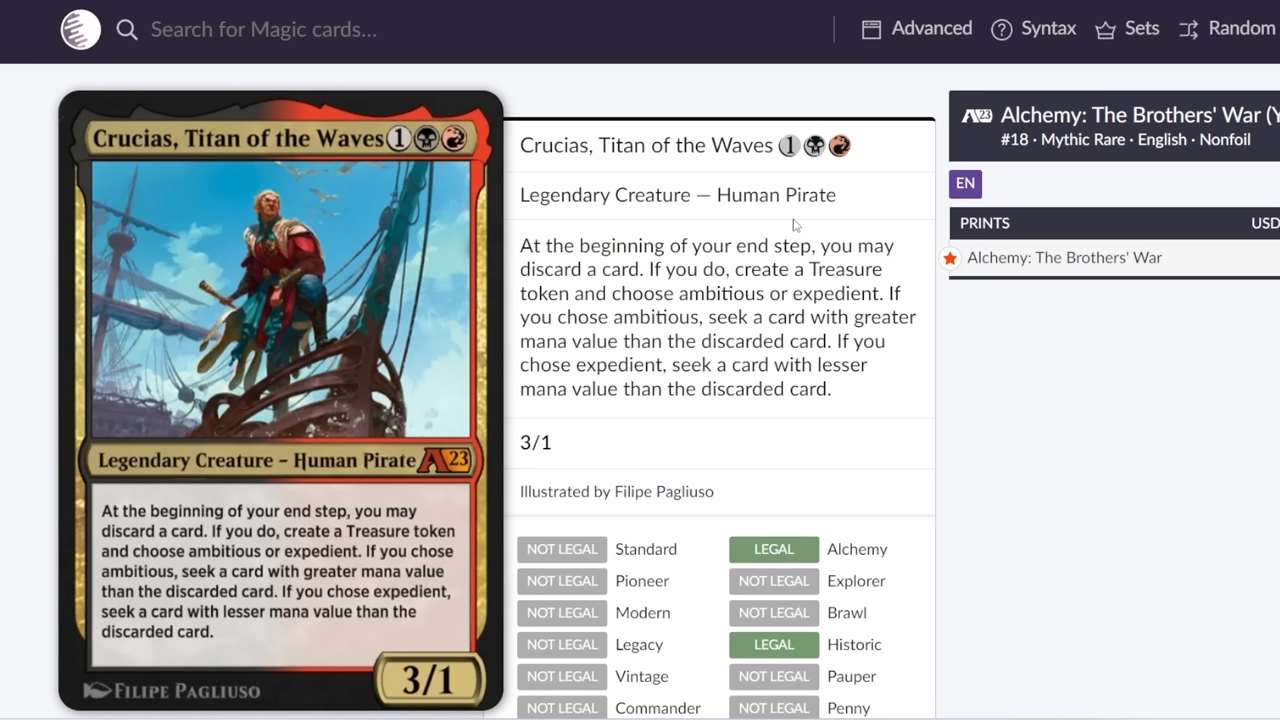 Search for Magic cards...
Advanced
Syntax
Sets
Random
Crucias, Titan of the Waves 1
Legendary Creature – Human Pirate A23
At the beginning of your end step, you may
discard a card. If you do, create a Treasure token
and choose ambitious or expedient. If you chose
ambitious, seek a card with greater mana value
than the discarded card. If you chose expedient,
seek a card with lesser mana value than the
discarded card.
3/1
FILIPE PAGLIUSO
Crucias, Titan of the Waves 1
Legendary Creature — Human Pirate
At the beginning of your end step, you may
discard a card. If you do, create a Treasure
token and choose ambitious or expedient. If
you chose ambitious, seek a card with greater
mana value than the discarded card. If you
chose expedient, seek a card with lesser
mana value than the discarded card.
3/1
Illustrated by Filipe Pagliuso
NOT LEGAL Standard LEGAL Alchemy
NOT LEGAL Pioneer NOT LEGAL Explorer
NOT LEGAL Modern NOT LEGAL Brawl
NOT LEGAL Legacy LEGAL Historic
NOT LEGAL Vintage NOT LEGAL Pauper
NOT LEGAL Commander NOT LEGAL Penny
A23 Alchemy: The Brothers' War (Y
#18 · Mythic Rare · English · Nonfoil
EN
PRINTS USD
Alchemy: The Brothers' War